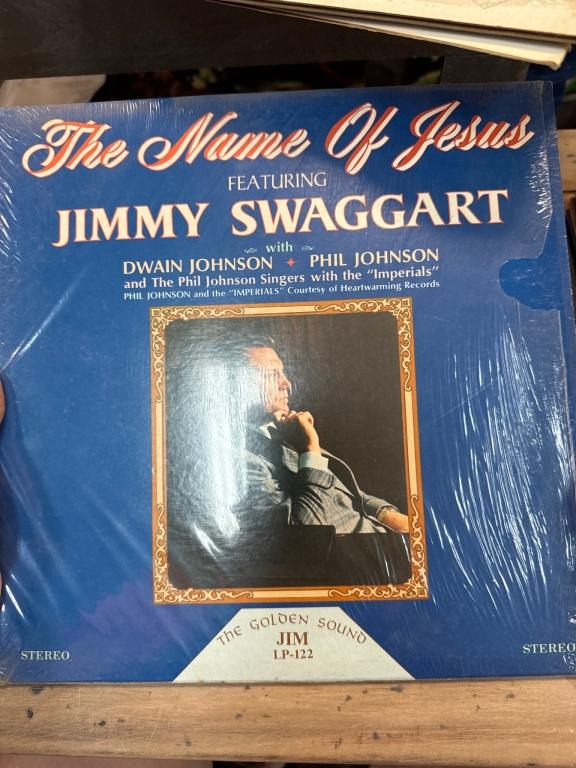 The Name Of Jesus
FEATURING
JIMMY SWAGGART
with
DWAIN JOHNSON ✦ PHIL JOHNSON
and The Phil Johnson Singers with the "Imperials"
PHIL JOHNSON and the "IMPERIALS" Courtesy of Heartwarming Records
THE GOLDEN SOUND
JIM
LP-122
STEREO
STEREO